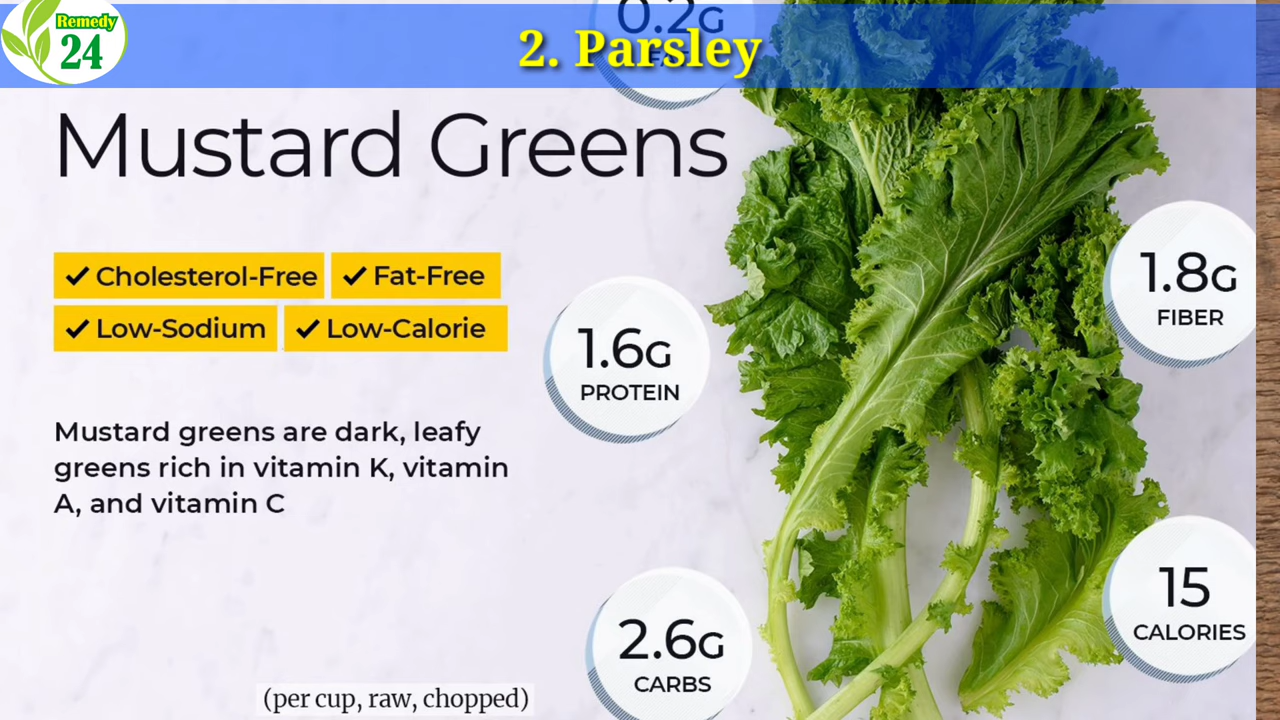 Remedy
24
2. Parsley
0.2G
Mustard Greens
✓ Cholesterol-Free ✓ Fat-Free
✓ Low-Sodium ✓ Low-Calorie
1.8G
FIBER
1.6G
PROTEIN
Mustard greens are dark, leafy
greens rich in vitamin K, vitamin
A, and vitamin C
15
CALORIES
2.6G
CARBS
(per cup, raw, chopped)